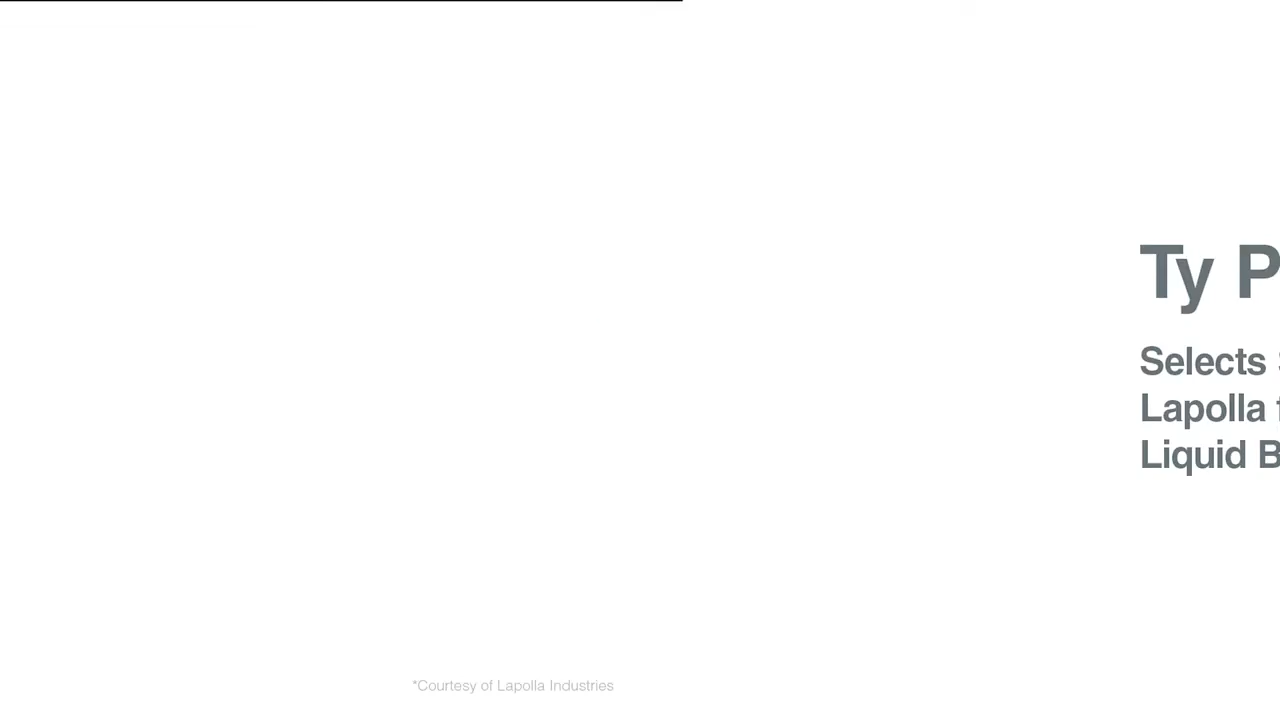 Ty P
Selects
Lapolla
Liquid B
*Courtesy of Lapolla Industries